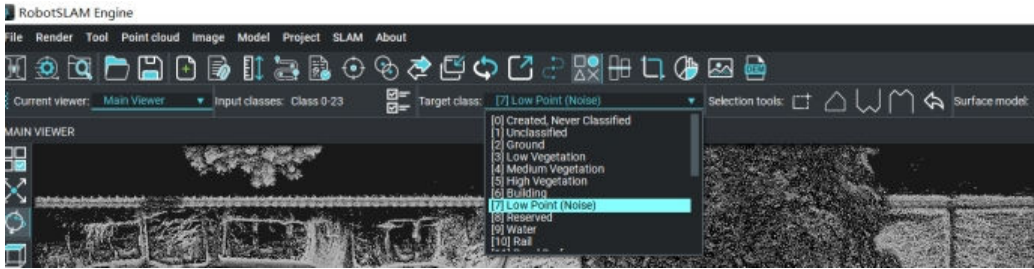 RobotSLAM Engine
File Render Tool Point cloud Image Model Project SLAM About
DEM
Current viewer: Main Viewer Input classes: Class 0-23 Target class: [7] Low Point (Noise) Selection tools: Surface model:
MAIN VIEWER
[0] Created, Never Classified
[1] Unclassified
[2] Ground
[3] Low Vegetation
[4] Medium Vegetation
[5] High Vegetation
[6] Building
[7] Low Point (Noise)
[8] Reserved
[9] Water
[10] Rail